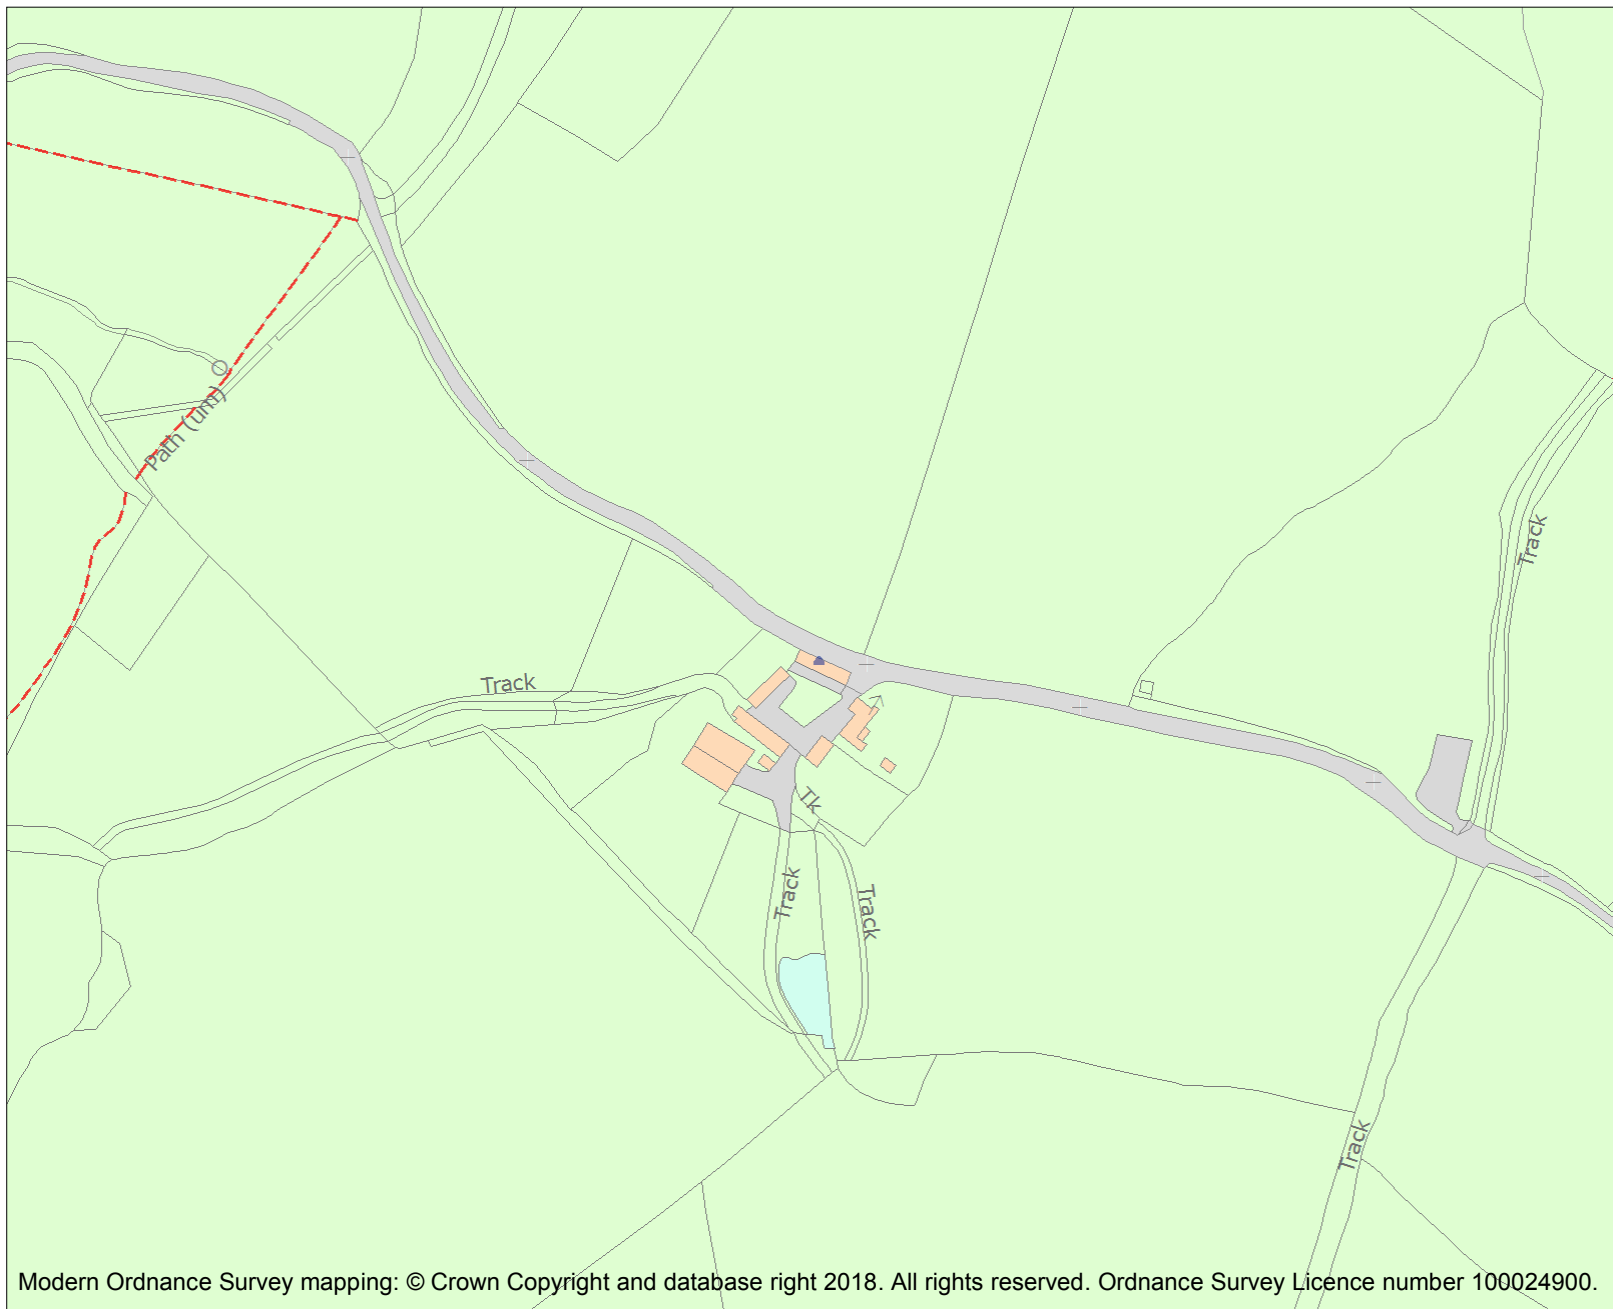 Path (um)
Track
Track
Tk
Track
Track
Track
Modern Ordnance Survey mapping: © Crown Copyright and database right 2018. All rights reserved. Ordnance Survey Licence number 100024900.